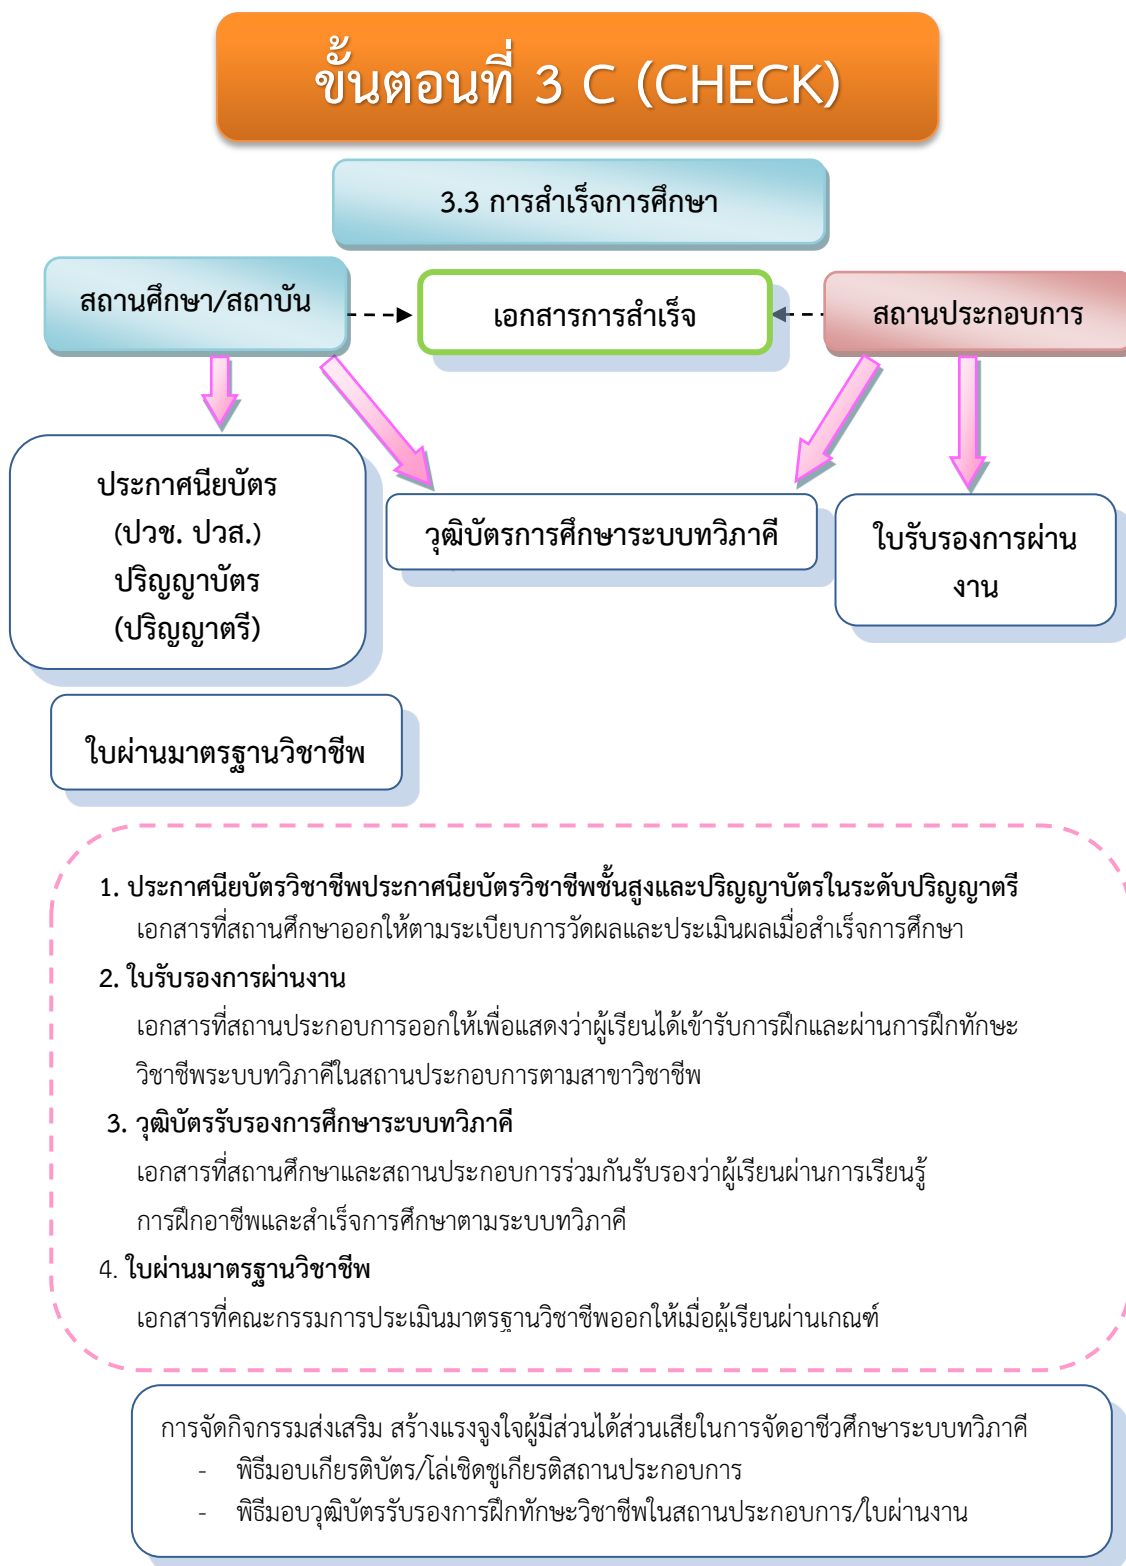 ขั้นตอนที่ 3 C (CHECK)
3.3 การสำเร็จการศึกษา
สถานศึกษา/สถาบัน
เอกสารการสำเร็จ
สถานประกอบการ
ประกาศนียบัตร
(ปวช. ปวส.)
ปริญญาบัตร
(ปริญญาตรี)
วุฒิบัตรการศึกษาระบบทวิภาคี
ใบรับรองการผ่าน
งาน
ใบผ่านมาตรฐานวิชาชีพ
1. ประกาศนียบัตรวิชาชีพประกาศนียบัตรวิชาชีพชั้นสูงและปริญญาบัตรในระดับปริญญาตรี
เอกสารที่สถานศึกษาออกให้ตามระเบียบการวัดผลและประเมินผลเมื่อสำเร็จการศึกษา
2. ใบรับรองการผ่านงาน
เอกสารที่สถานประกอบการออกให้เพื่อแสดงว่าผู้เรียนได้เข้ารับการฝึกและผ่านการฝึกทักษะ
วิชาชีพระบบทวิภาคีในสถานประกอบการตามสาขาวิชาชีพ
3. วุฒิบัตรรับรองการศึกษาระบบทวิภาคี
เอกสารที่สถานศึกษาและสถานประกอบการร่วมกันรับรองว่าผู้เรียนผ่านการเรียนรู้
การฝึกอาชีพและสำเร็จการศึกษาตามระบบทวิภาคี
4. ใบผ่านมาตรฐานวิชาชีพ
เอกสารที่คณะกรรมการประเมินมาตรฐานวิชาชีพออกให้เมื่อผู้เรียนผ่านเกณฑ์
การจัดกิจกรรมส่งเสริม สร้างแรงจูงใจผู้มีส่วนได้ส่วนเสียในการจัดอาชีวศึกษาระบบทวิภาคี
- พิธีมอบเกียรติบัตร/โล่เชิดชูเกียรติสถานประกอบการ
- พิธีมอบวุฒิบัตรรับรองการฝึกทักษะวิชาชีพในสถานประกอบการ/ใบผ่านงาน